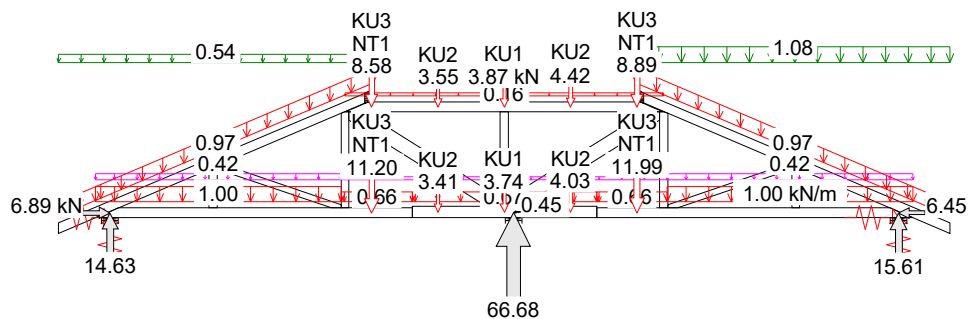 0.54
KU3
NT1
8.58
KU2
3.55
KU1
3.87 kN
KU2
4.42
KU3
NT1
8.89
1.08
0.97
0.42
1.00
KU3
NT1
11.20
0.66
KU2
3.41
KU1
3.74
0.45
KU2
4.03
KU3
NT1
11.99
0.97
0.42
1.00 kN/m
6.89 kN
6.45
14.63
66.68
15.61